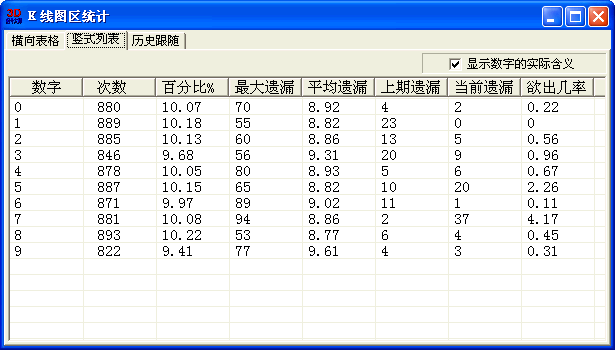 K 线图区统计
横向表格 竖式列表 历史跟随
显示数字的实际含义
数字 次数 百分比% 最大遗漏 平均遗漏 上期遗漏 当前遗漏 欲出几率
0 880 10.07 70 8.92 4 2 0.22
1 889 10.18 55 8.82 23 0 0
2 885 10.13 60 8.86 13 5 0.56
3 846 9.68 56 9.31 20 9 0.96
4 878 10.05 80 8.93 5 6 0.67
5 887 10.15 65 8.82 10 20 2.26
6 871 9.97 89 9.02 11 1 0.11
7 881 10.08 94 8.86 2 37 4.17
8 893 10.22 53 8.77 6 4 0.45
9 822 9.41 77 9.61 4 3 0.31